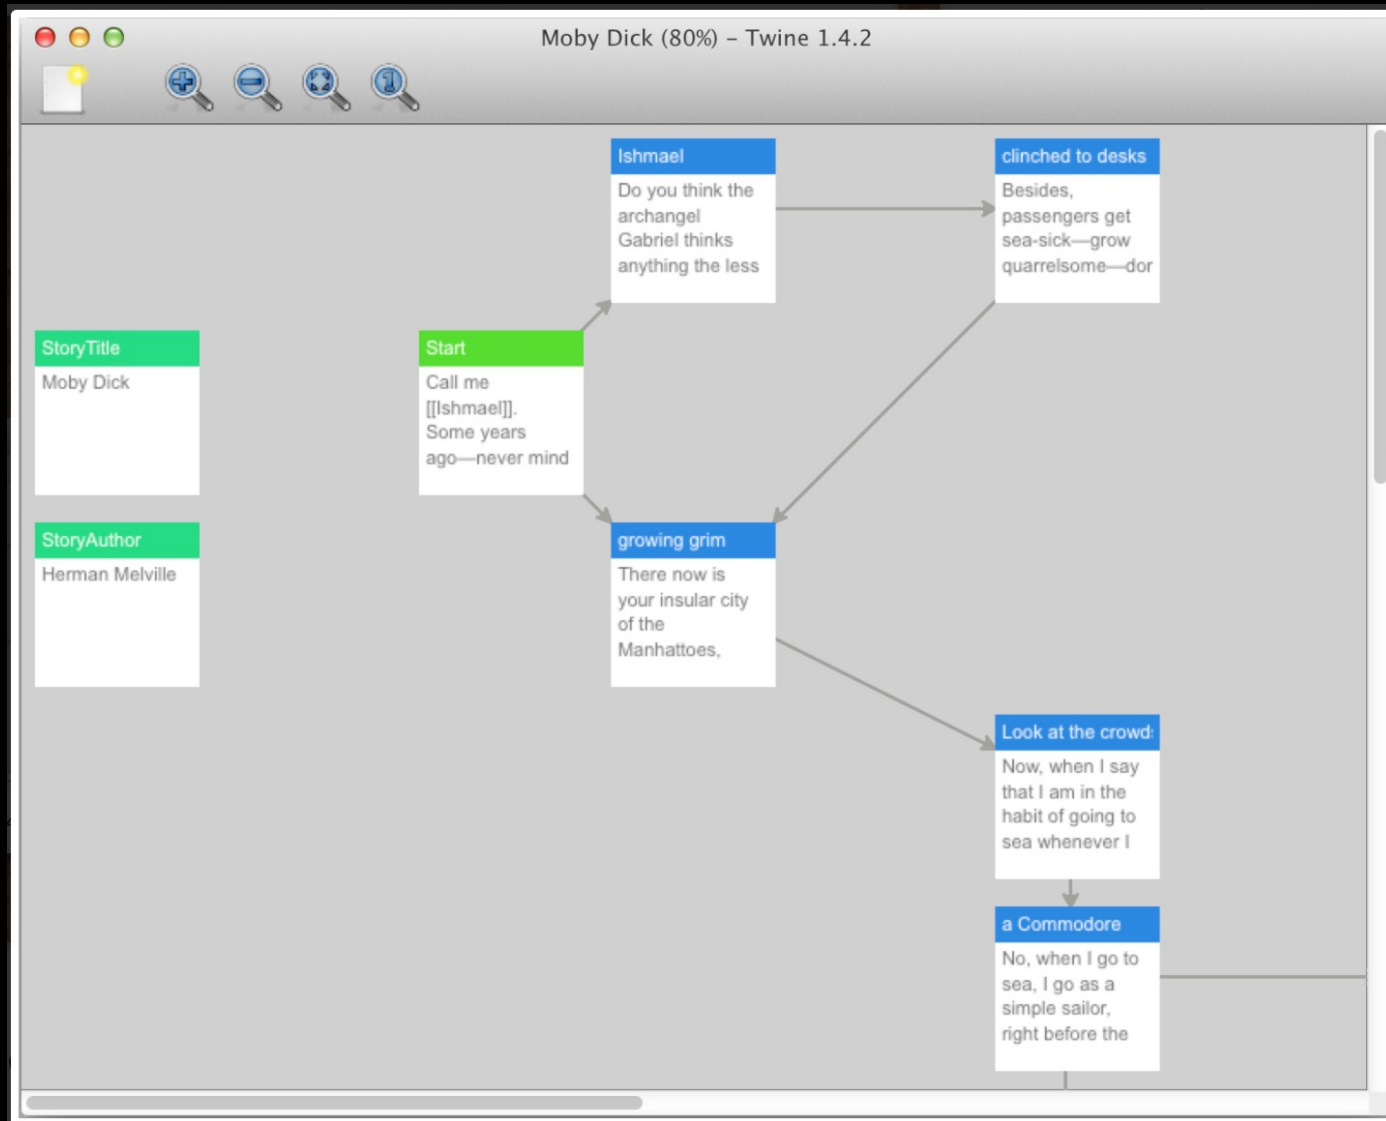 Moby Dick (80%) – Twine 1.4.2
1
Ishmael
Do you think the
archangel
Gabriel thinks
anything the less
clinched to desks
Besides,
passengers get
sea-sick—grow
quarrelsome—dor
StoryTitle
Moby Dick
Start
Call me
[[Ishmael]].
Some years
ago—never mind
StoryAuthor
Herman Melville
growing grim
There now is
your insular city
of the
Manhattoes,
Look at the crowds
Now, when I say
that I am in the
habit of going to
sea whenever I
a Commodore
No, when I go to
sea, I go as a
simple sailor,
right before the